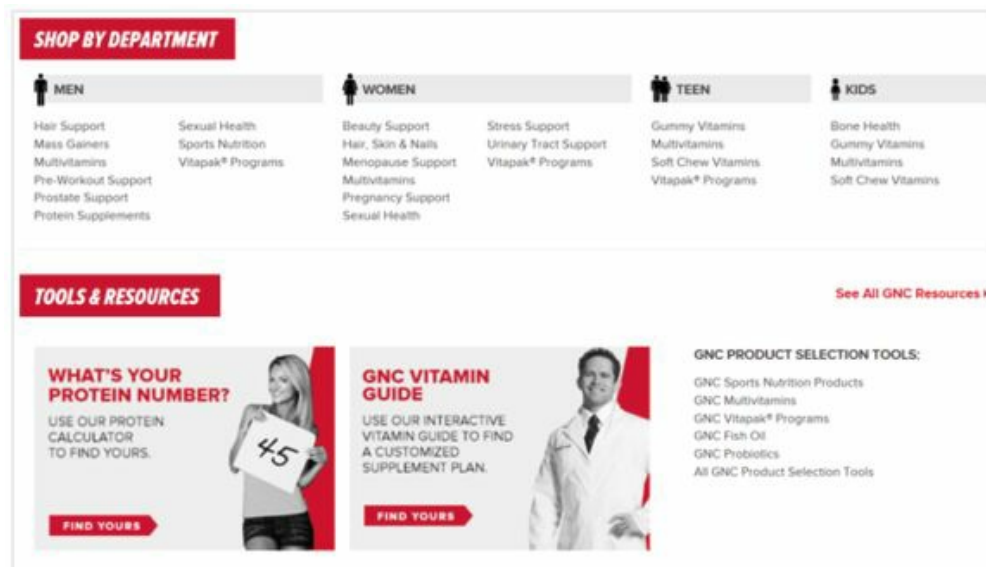 SHOP BY DEPARTMENT
MEN
Hair Support
Mass Gainers
Multivitamins
Pre-Workout Support
Prostate Support
Protein Supplements
Sexual Health
Sports Nutrition
Vitapak® Programs
WOMEN
Beauty Support
Hair, Skin & Nails
Menopause Support
Multivitamins
Pregnancy Support
Sexual Health
Stress Support
Urinary Tract Support
Vitapak® Programs
TEEN
Gummy Vitamins
Multivitamins
Soft Chew Vitamins
Vitapak® Programs
KIDS
Bone Health
Gummy Vitamins
Multivitamins
Soft Chew Vitamins
TOOLS & RESOURCES
See All GNC Resources
WHAT'S YOUR
PROTEIN NUMBER?
USE OUR PROTEIN
CALCULATOR
TO FIND YOURS.
45
FIND YOURS
GNC VITAMIN
GUIDE
USE OUR INTERACTIVE
VITAMIN GUIDE TO FIND
A CUSTOMIZED
SUPPLEMENT PLAN.
FIND YOURS
GNC PRODUCT SELECTION TOOLS:
GNC Sports Nutrition Products
GNC Multivitamins
GNC Vitapak® Programs
GNC Fish Oil
GNC Probiotics
All GNC Product Selection Tools